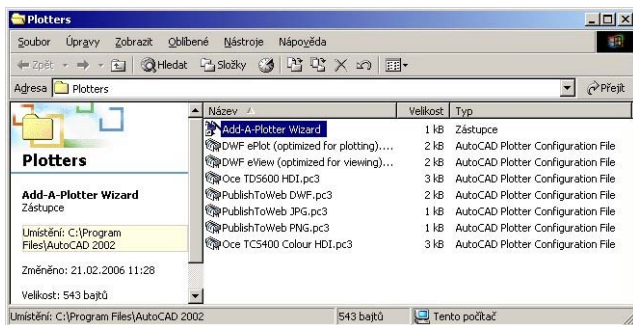 Plotters
Soubor Úpravy Zobrazit Oblíbené Nástroje Nápověda
Zpět Hledat Složky
Adresa Plotters Přejít
Plotters
Add-A-Plotter Wizard
Zástupce
Umístění: C:\Program
Files\AutoCAD 2002
Změněno: 21.02.2006 11:28
Velikost: 543 bajtů
Název Velikost Typ
Add-A-Plotter Wizard 1 kB Zástupce
DWF ePlot (optimized for plotting).... 2 kB AutoCAD Plotter Configuration File
DWF eView (optimized for viewing)... 2 kB AutoCAD Plotter Configuration File
Oce TDS600 HDI.pc3 3 kB AutoCAD Plotter Configuration File
PublishToWeb DWF.pc3 2 kB AutoCAD Plotter Configuration File
PublishToWeb JPG.pc3 1 kB AutoCAD Plotter Configuration File
PublishToWeb PNG.pc3 1 kB AutoCAD Plotter Configuration File
Oce TCS400 Colour HDI.pc3 3 kB AutoCAD Plotter Configuration File
Umístění: C:\Program Files\AutoCAD 2002 543 bajtů Tento počítač